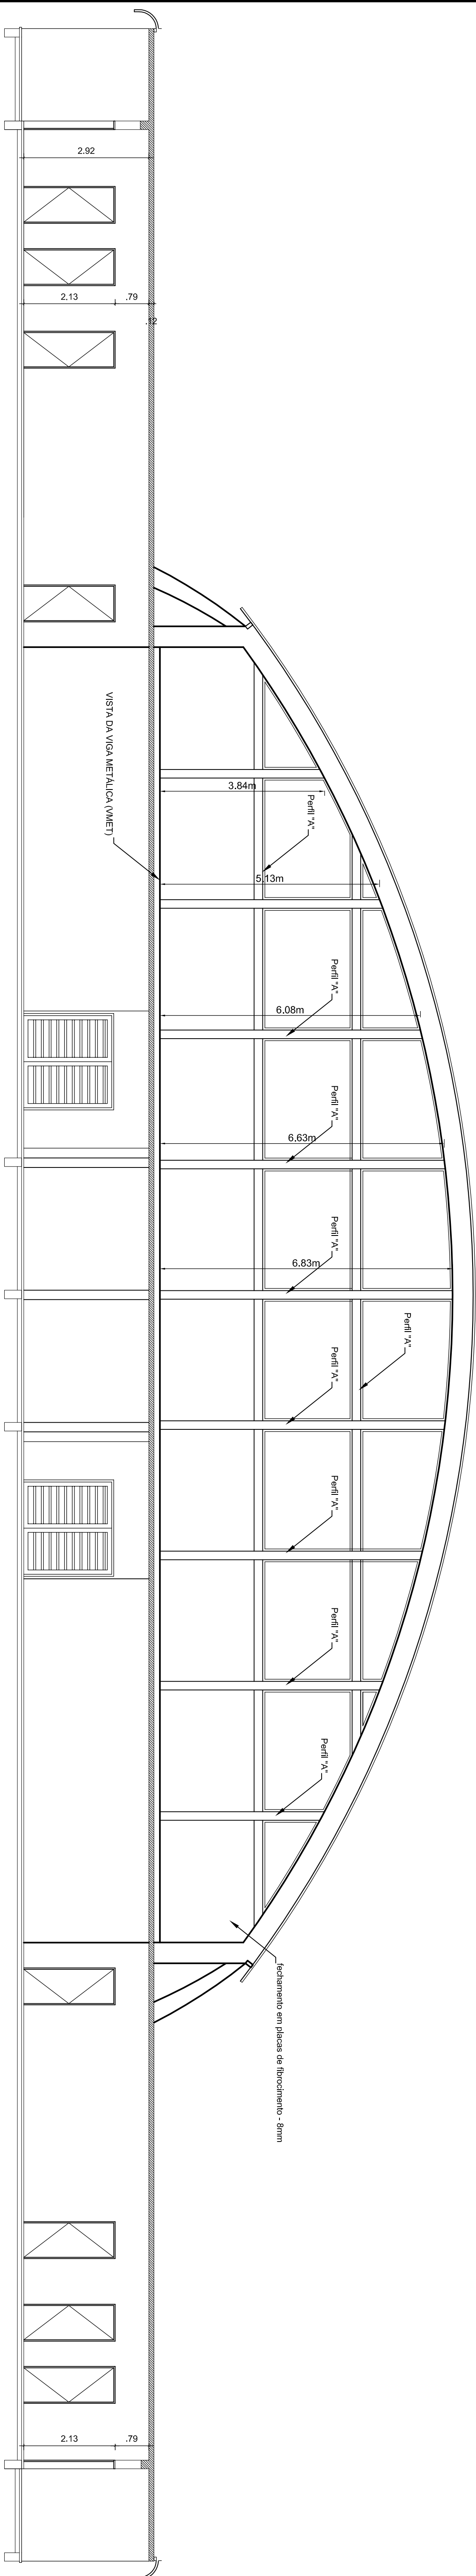 2.92
2.13
.79
.12
VISTA DA VIGA METÁLICA (VMET)
3.84m
Perfil "A"
5.13m
Perfil "A"
6.08m
Perfil "A"
6.63m
Perfil "A"
6.83m
Perfil "A"
Perfil "A"
Perfil "A"
Perfil "A"
Perfil "A"
fechamento em placas de fibrocimento - 8mm
2.13
.79